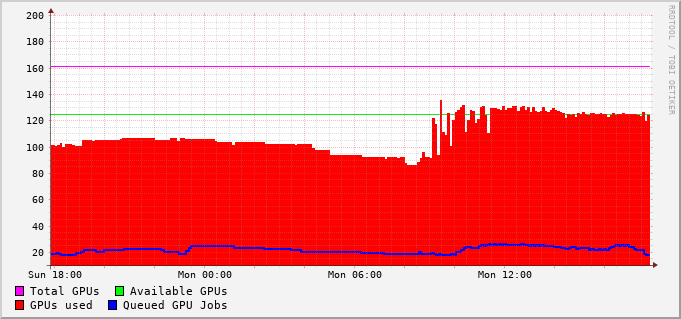 200
180
160
140
120
100
80
60
40
20
Sun 18:00 Mon 00:00 Mon 06:00 Mon 12:00
Total GPUs Available GPUs
GPUs used Queued GPU Jobs
RRDTOOL / TOBI OETIKER